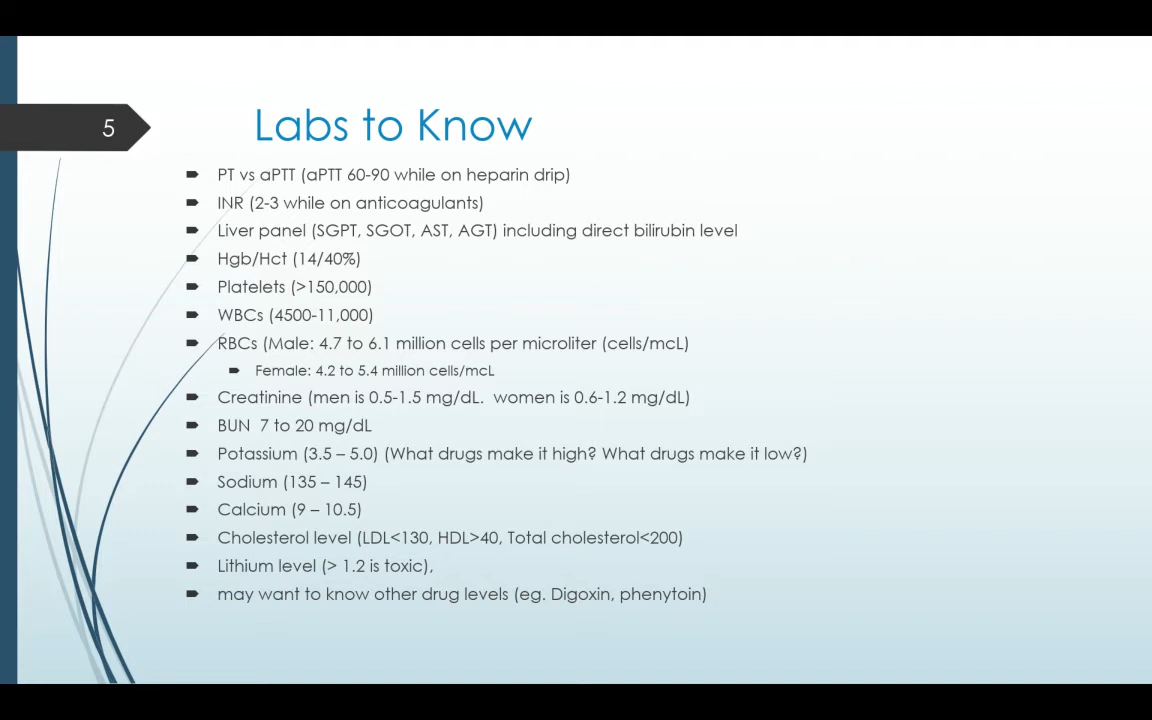 5
Labs to Know
PT vs aPTT (aPTT 60-90 while on heparin drip)
INR (2-3 while on anticoagulants)
Liver panel (SGPT, SGOT, AST, AGT) including direct bilirubin level
Hgb/Hct (14/40%)
Platelets (>150,000)
WBCs (4500-11,000)
RBCs (Male: 4.7 to 6.1 million cells per microliter (cells/mcL)
Female: 4.2 to 5.4 million cells/mcL
Creatinine (men is 0.5-1.5 mg/dL.  women is 0.6-1.2 mg/dL)
BUN  7 to 20 mg/dL
Potassium (3.5 – 5.0) (What drugs make it high? What drugs make it low?)
Sodium (135 – 145)
Calcium (9 – 10.5)
Cholesterol level (LDL<130, HDL>40, Total cholesterol<200)
Lithium level (> 1.2 is toxic),
may want to know other drug levels (eg. Digoxin, phenytoin)